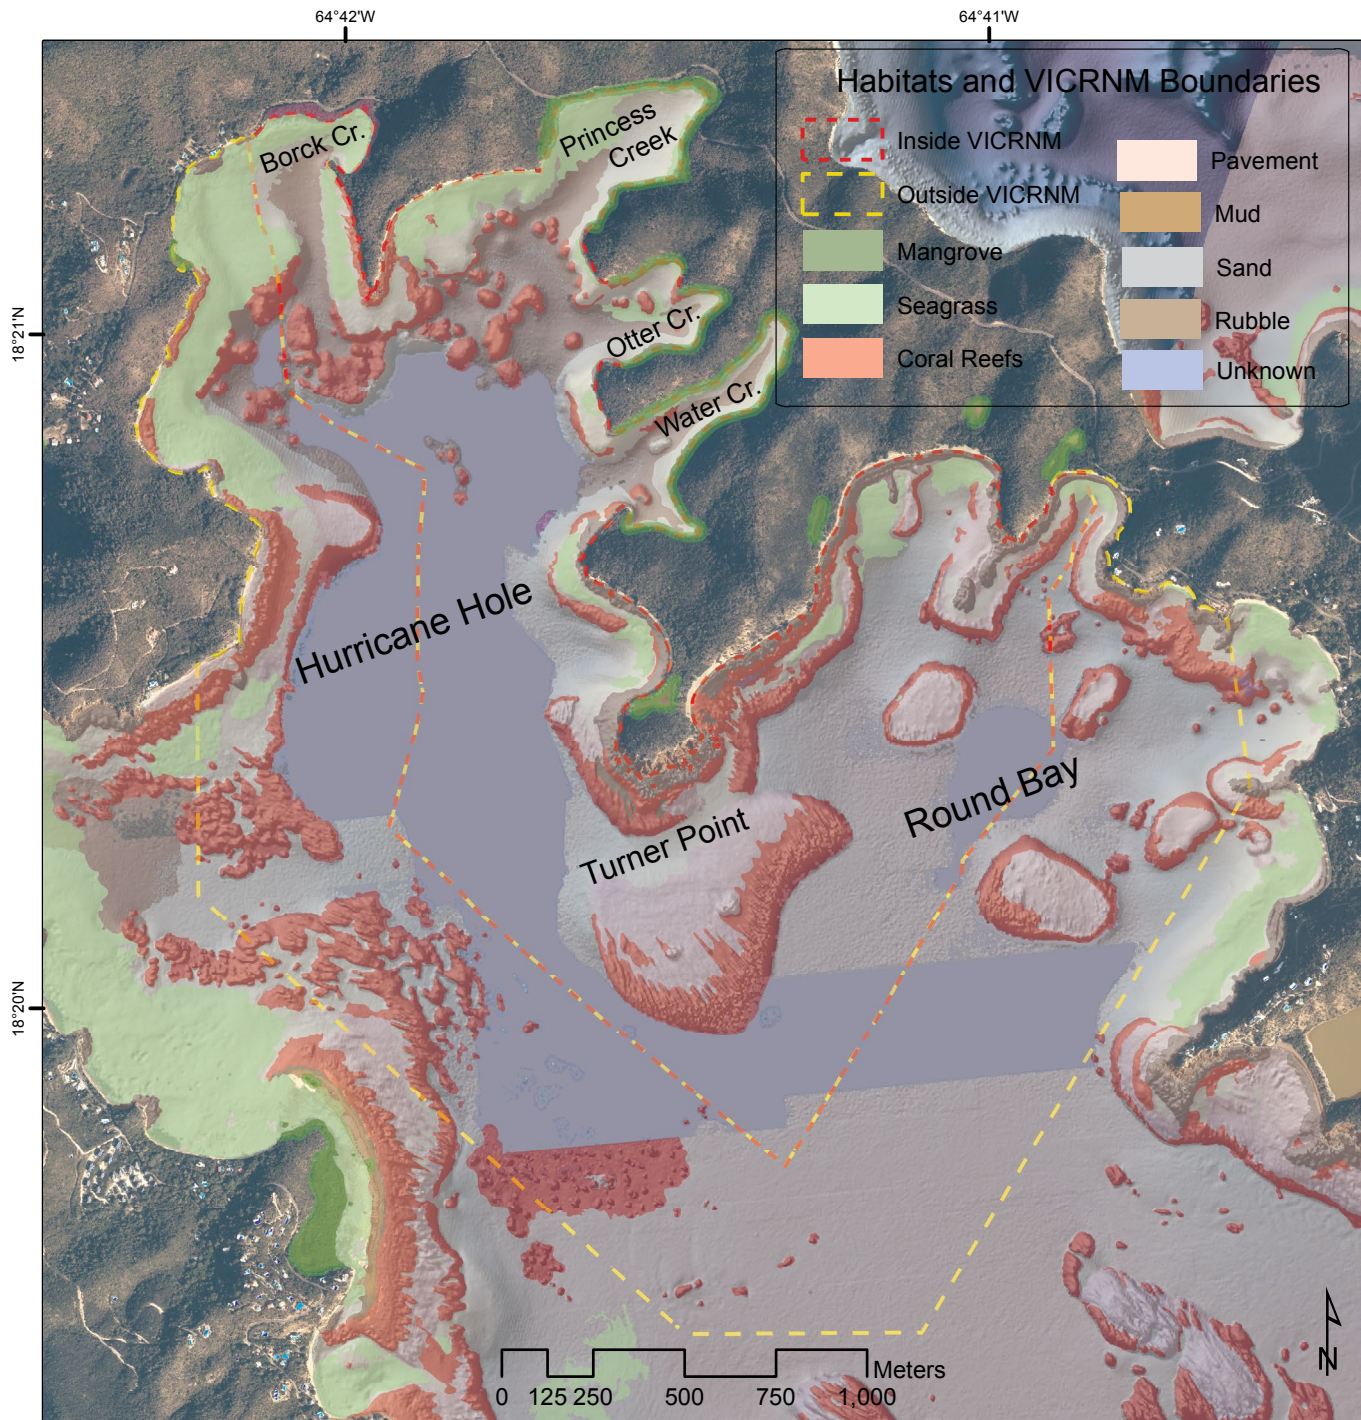 64°42'W
64°41'W
Habitats and VICRNM Boundaries
Inside VICRNM
Outside VICRNM
Mangrove
Seagrass
Coral Reefs
Pavement
Mud
Sand
Rubble
Unknown
Borck Cr.
Princess
Creek
Otter Cr.
Water Cr.
18°21'N
Hurricane Hole
Round Bay
Turner Point
18°20'N
Meters
0 125 250 500 750 1,000
N